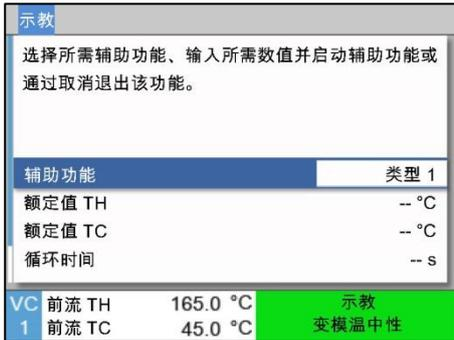 示教
选择所需辅助功能、输入所需数值并启动辅助功能或
通过取消退出该功能。
辅助功能 类型 1
额定值 TH -- °C
额定值 TC -- °C
循环时间 -- s
VC 前流 TH 165.0 °C 示教
1 前流 TC 45.0 °C 变模温中性